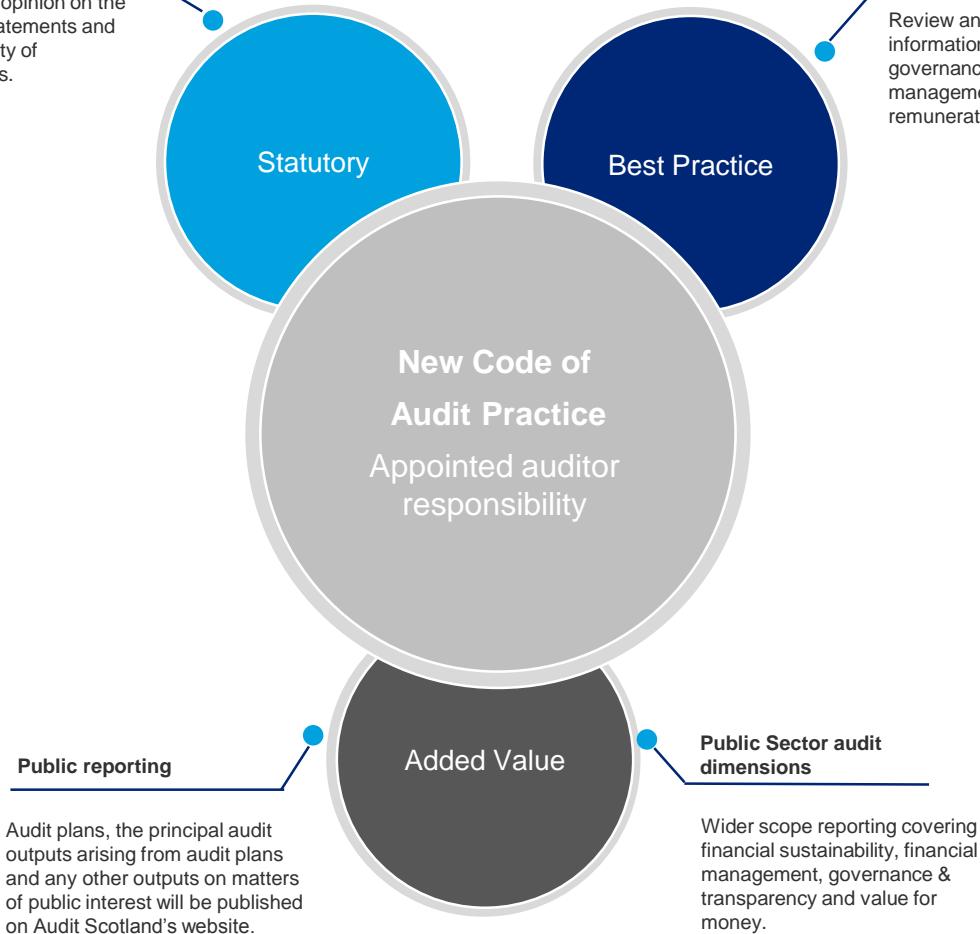 opinion on the
atements and
ty of
s.
Review an
information
governanc
manageme
remunerat
Statutory
Best Practice
New Code of
Audit Practice
Appointed auditor
responsibility
Added Value
Public reporting
Audit plans, the principal audit
outputs arising from audit plans
and any other outputs on matters
of public interest will be published
on Audit Scotland's website.
Public Sector audit
dimensions
Wider scope reporting covering
financial sustainability, financial
management, governance &
transparency and value for
money.